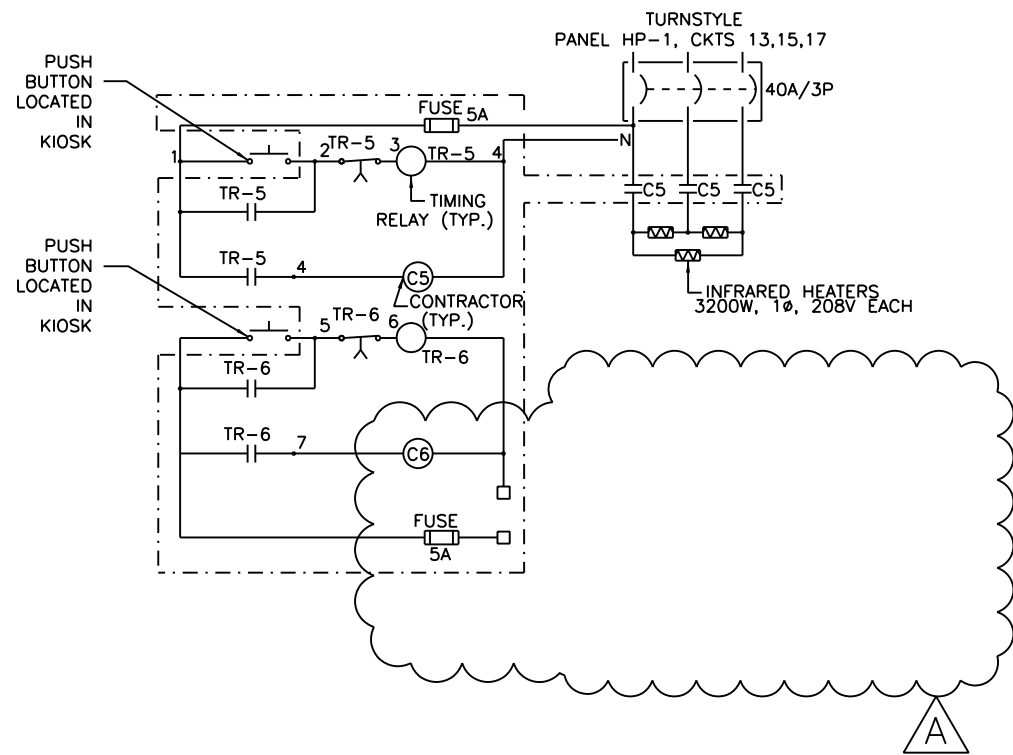 TURNSTYLE
PANEL HP-1, CKTS 13,15,17
40A/3P
PUSH
BUTTON
LOCATED
IN
KIOSK
FUSE 5A
N
1
2
TR-5
3
TR-5
4
C5
C5
C5
TR-5
TIMING
RELAY (TYP.)
TR-5
4
C5
CONTRACTOR
(TYP.)
INFRARED HEATERS
3200W, 1ø, 208V EACH
PUSH
BUTTON
LOCATED
IN
KIOSK
5
TR-6
6
TR-6
TR-6
TR-6
7
C6
FUSE
5A
A